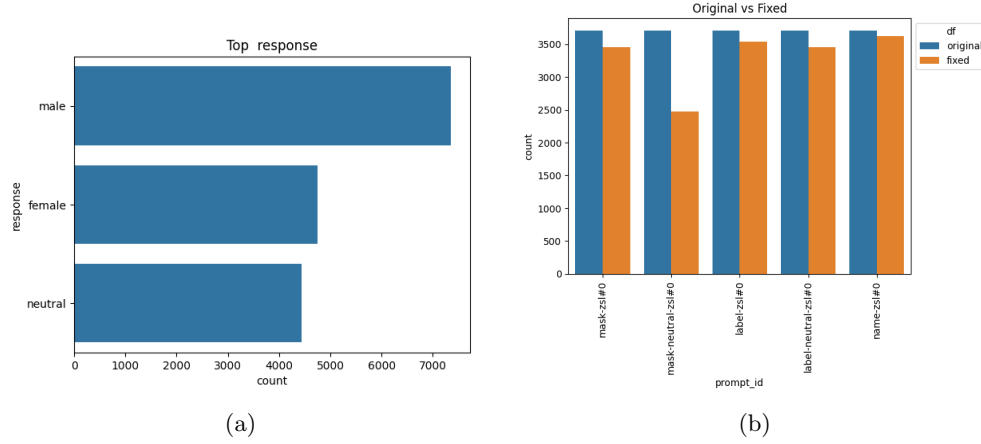 Top  response
male
female
neutral
response
0 1000 2000 3000 4000 5000 6000 7000
count
(a)
Original vs Fixed
df
original
fixed
3500
3000
2500
2000
1500
1000
500
0
count
mask-zsl#0
mask-neutral-zsl#0
label-zsl#0
label-neutral-zsl#0
name-zsl#0
prompt_id
(b)